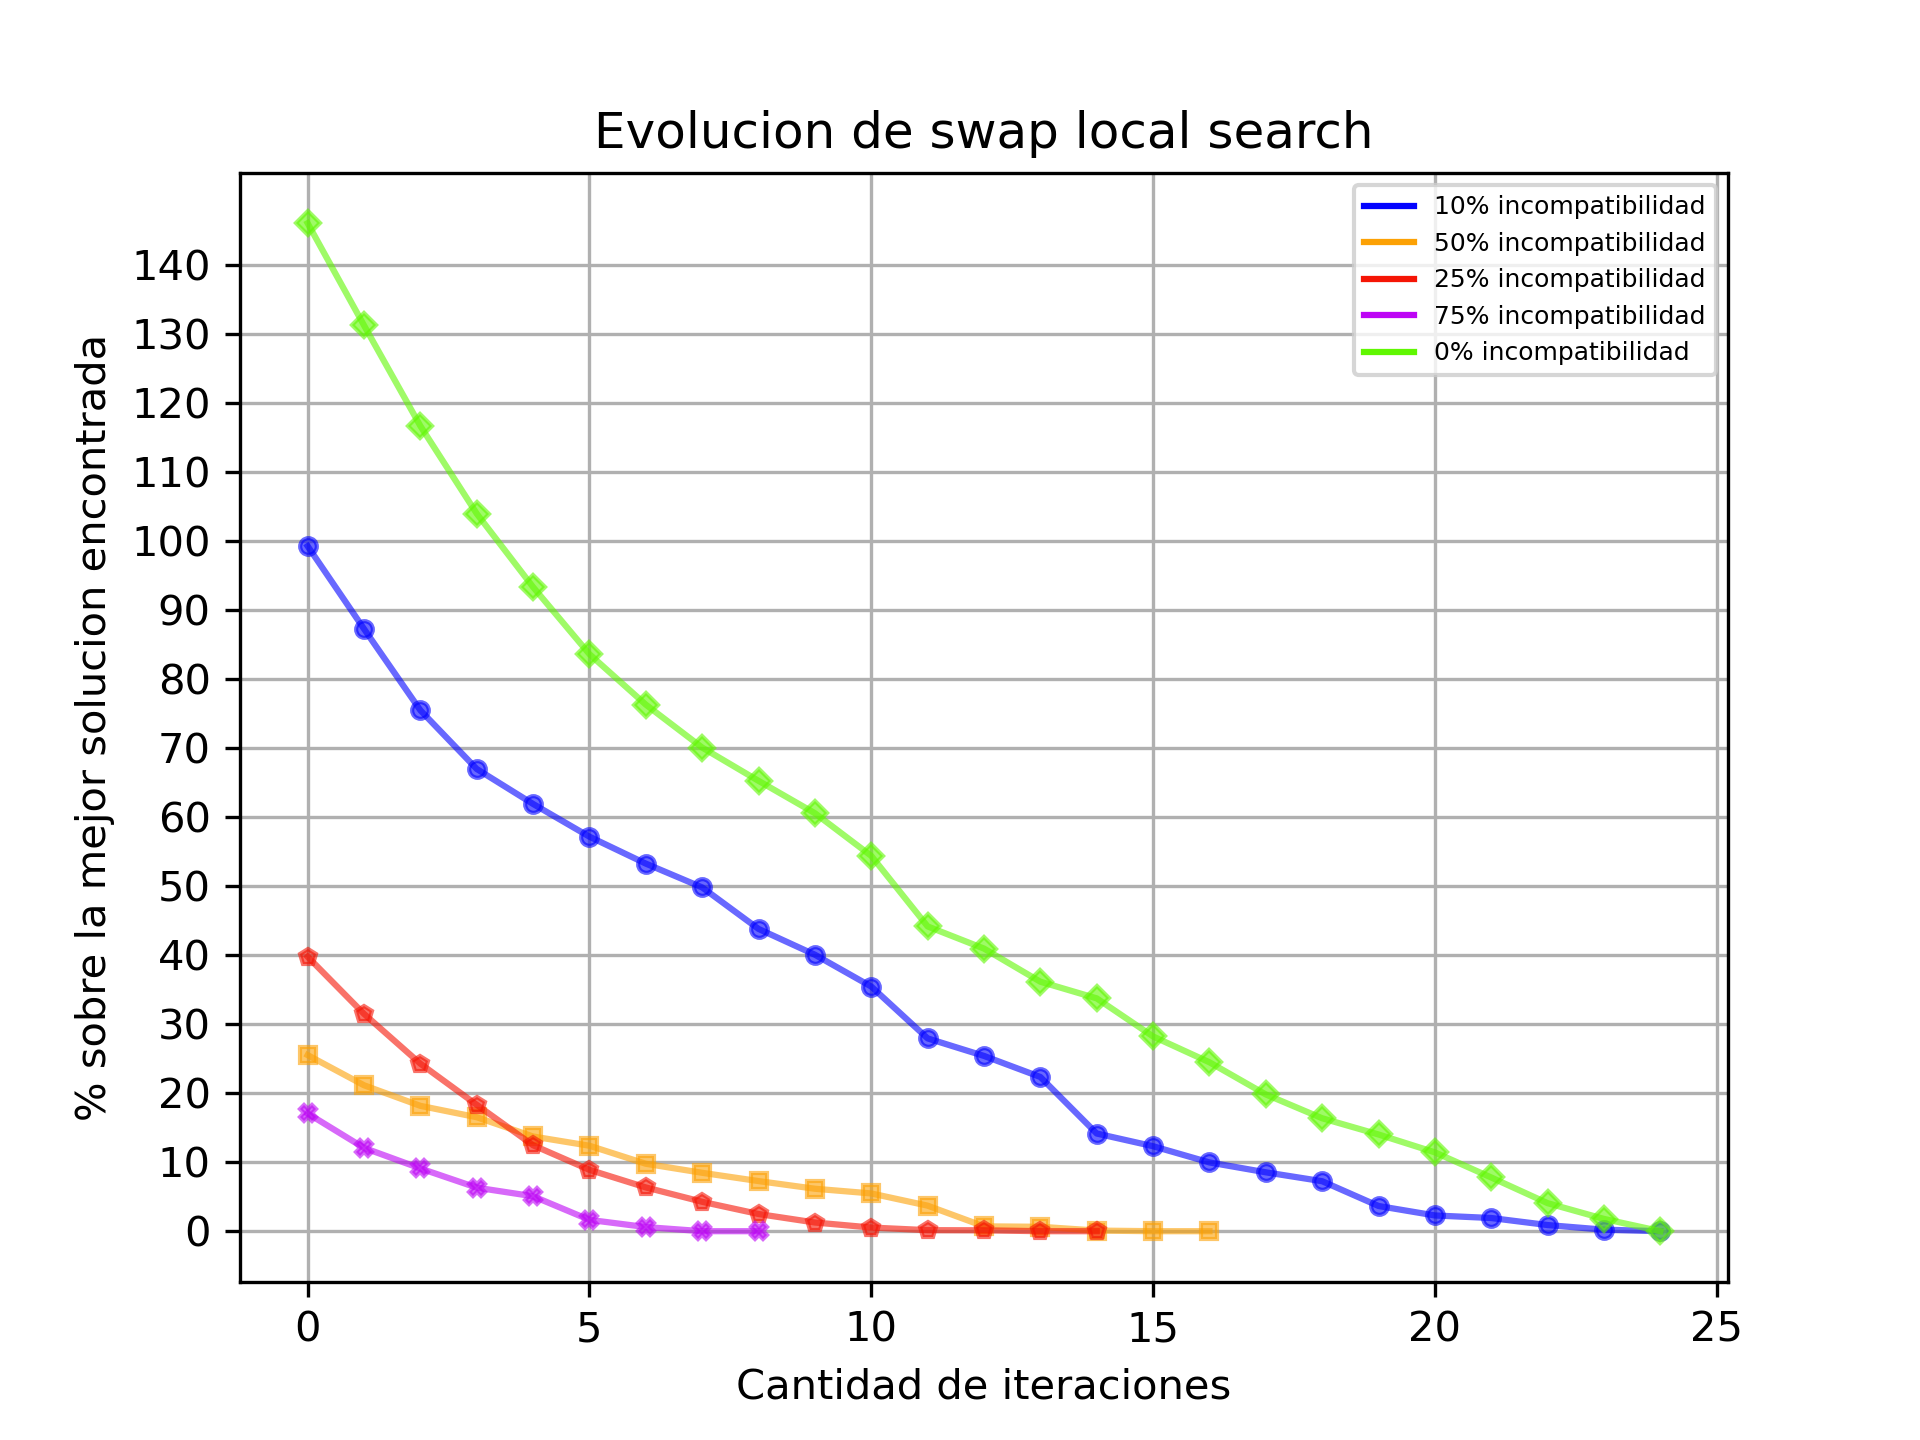 Evolucion de swap local search
10% incompatibilidad
50% incompatibilidad
25% incompatibilidad
75% incompatibilidad
0% incompatibilidad
% sobre la mejor solucion encontrada
140
130
120
110
100
90
80
70
60
50
40
30
20
10
0
0 5 10 15 20 25
Cantidad de iteraciones